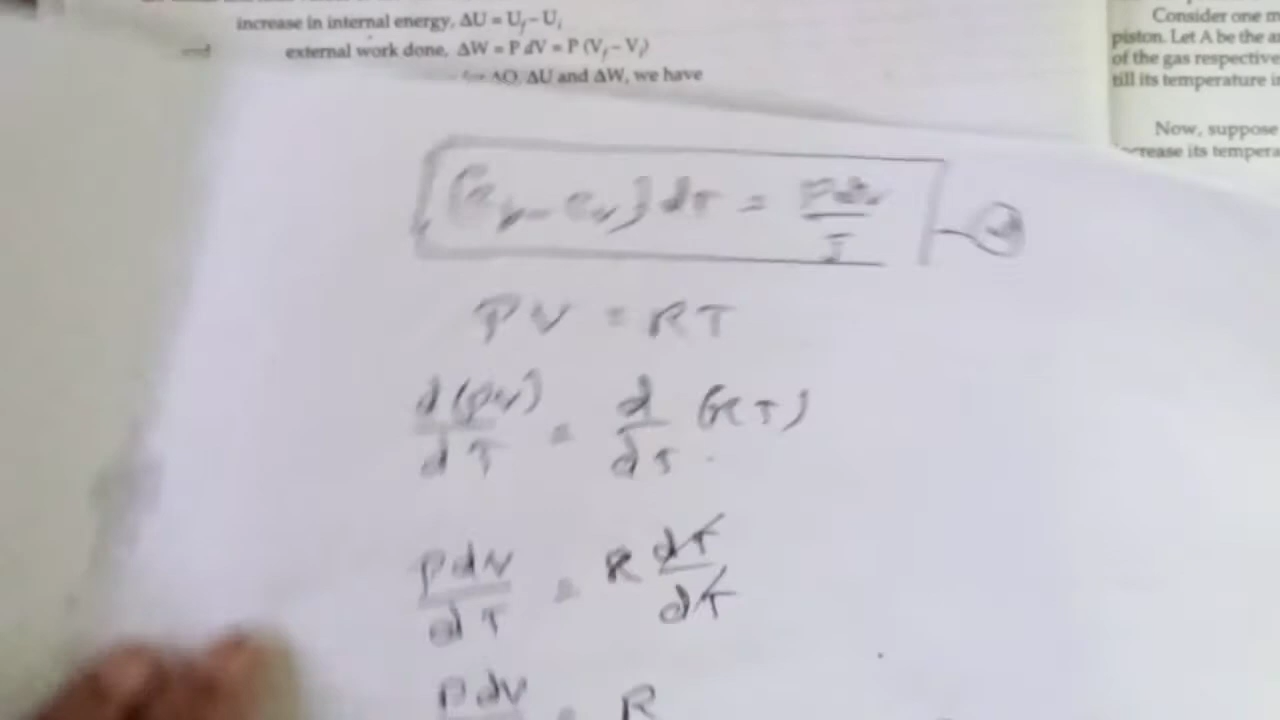 increase in internal energy, ΔU = U_f − U_i
external work done, ΔW = P dV = P (V_f − V_i)
ΔQ, ΔU and ΔW, we have
Consider one m
piston. Let A be the a
of the gas respective
till its temperature i
Now, suppose
its tempera
(C_p − C_v) dT = PdV / J
PV = RT
d(PV) / dT = d / dT (RT)
PdV / dT = R dT / dT
PdV = R